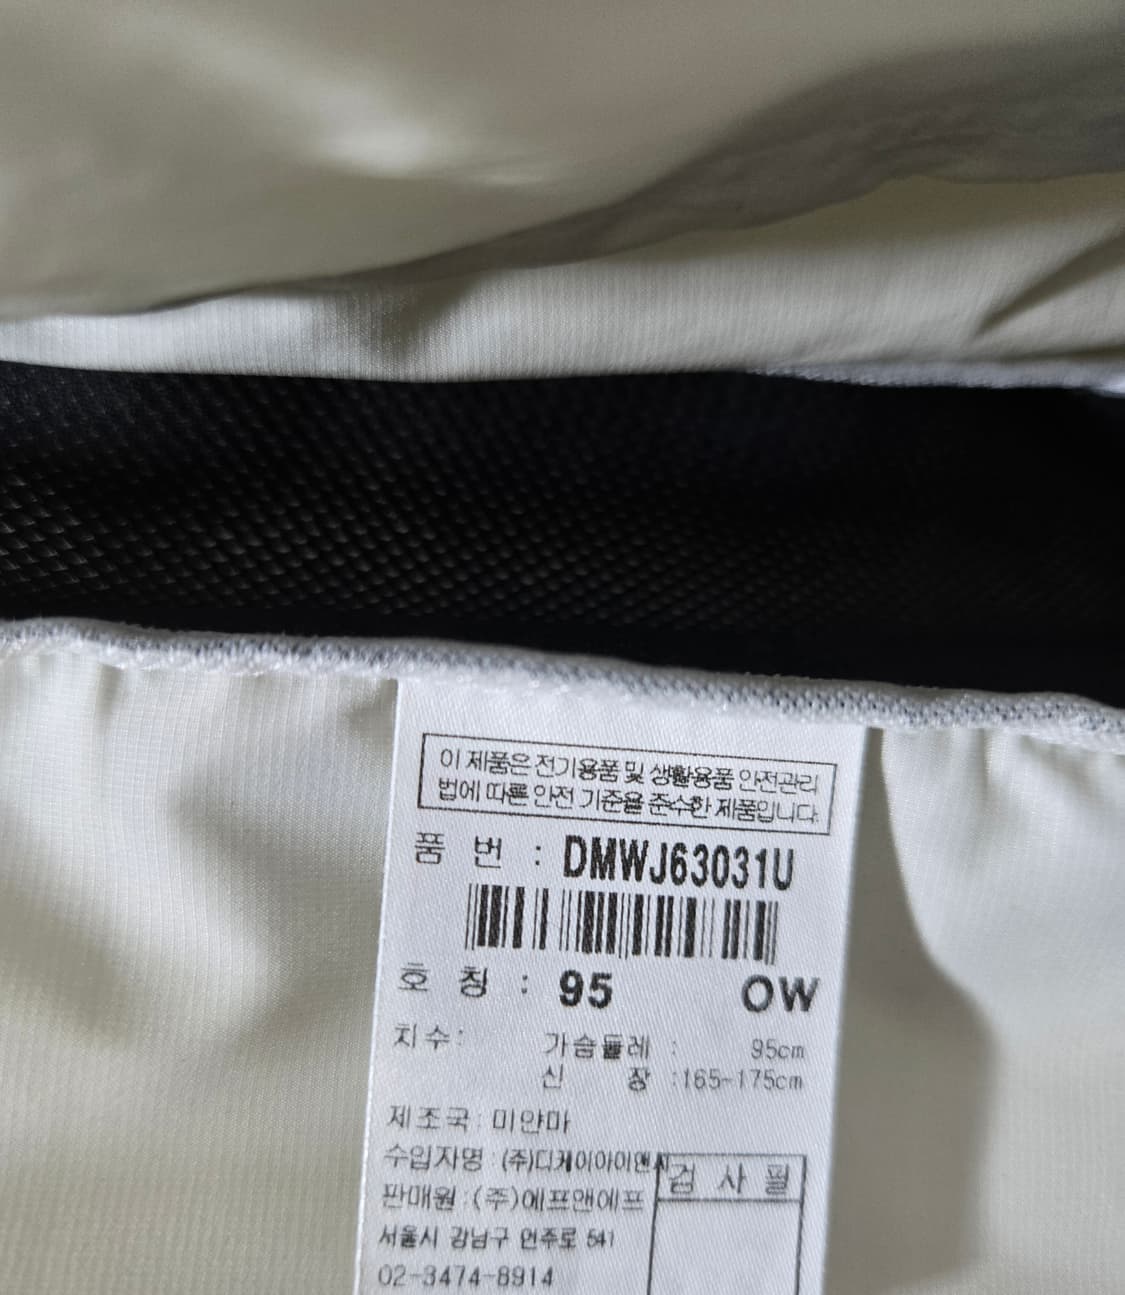 이 제품은 전기용품 및 생활용품 안전관리
법에 따른 안전 기준을 준수한 제품입니다.
품 번 : DMWJ63031U
호 칭 : 95 OW
치수: 가슴둘레 : 95cm
신 장 :165-175cm
제조국 : 미얀마
수입자명 : (주)디케이아이앤씨
판매원 : (주)에프앤에프
검 사 필
서울시 강남구 언주로 541
02-3474-8914